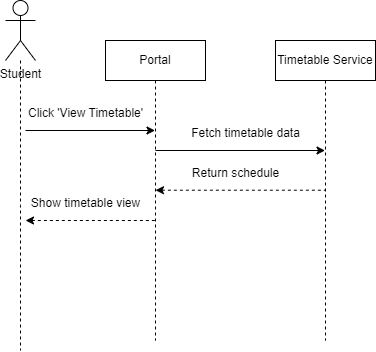 Student
Portal
Timetable Service
Click 'View Timetable'
Fetch timetable data
Return schedule
Show timetable view